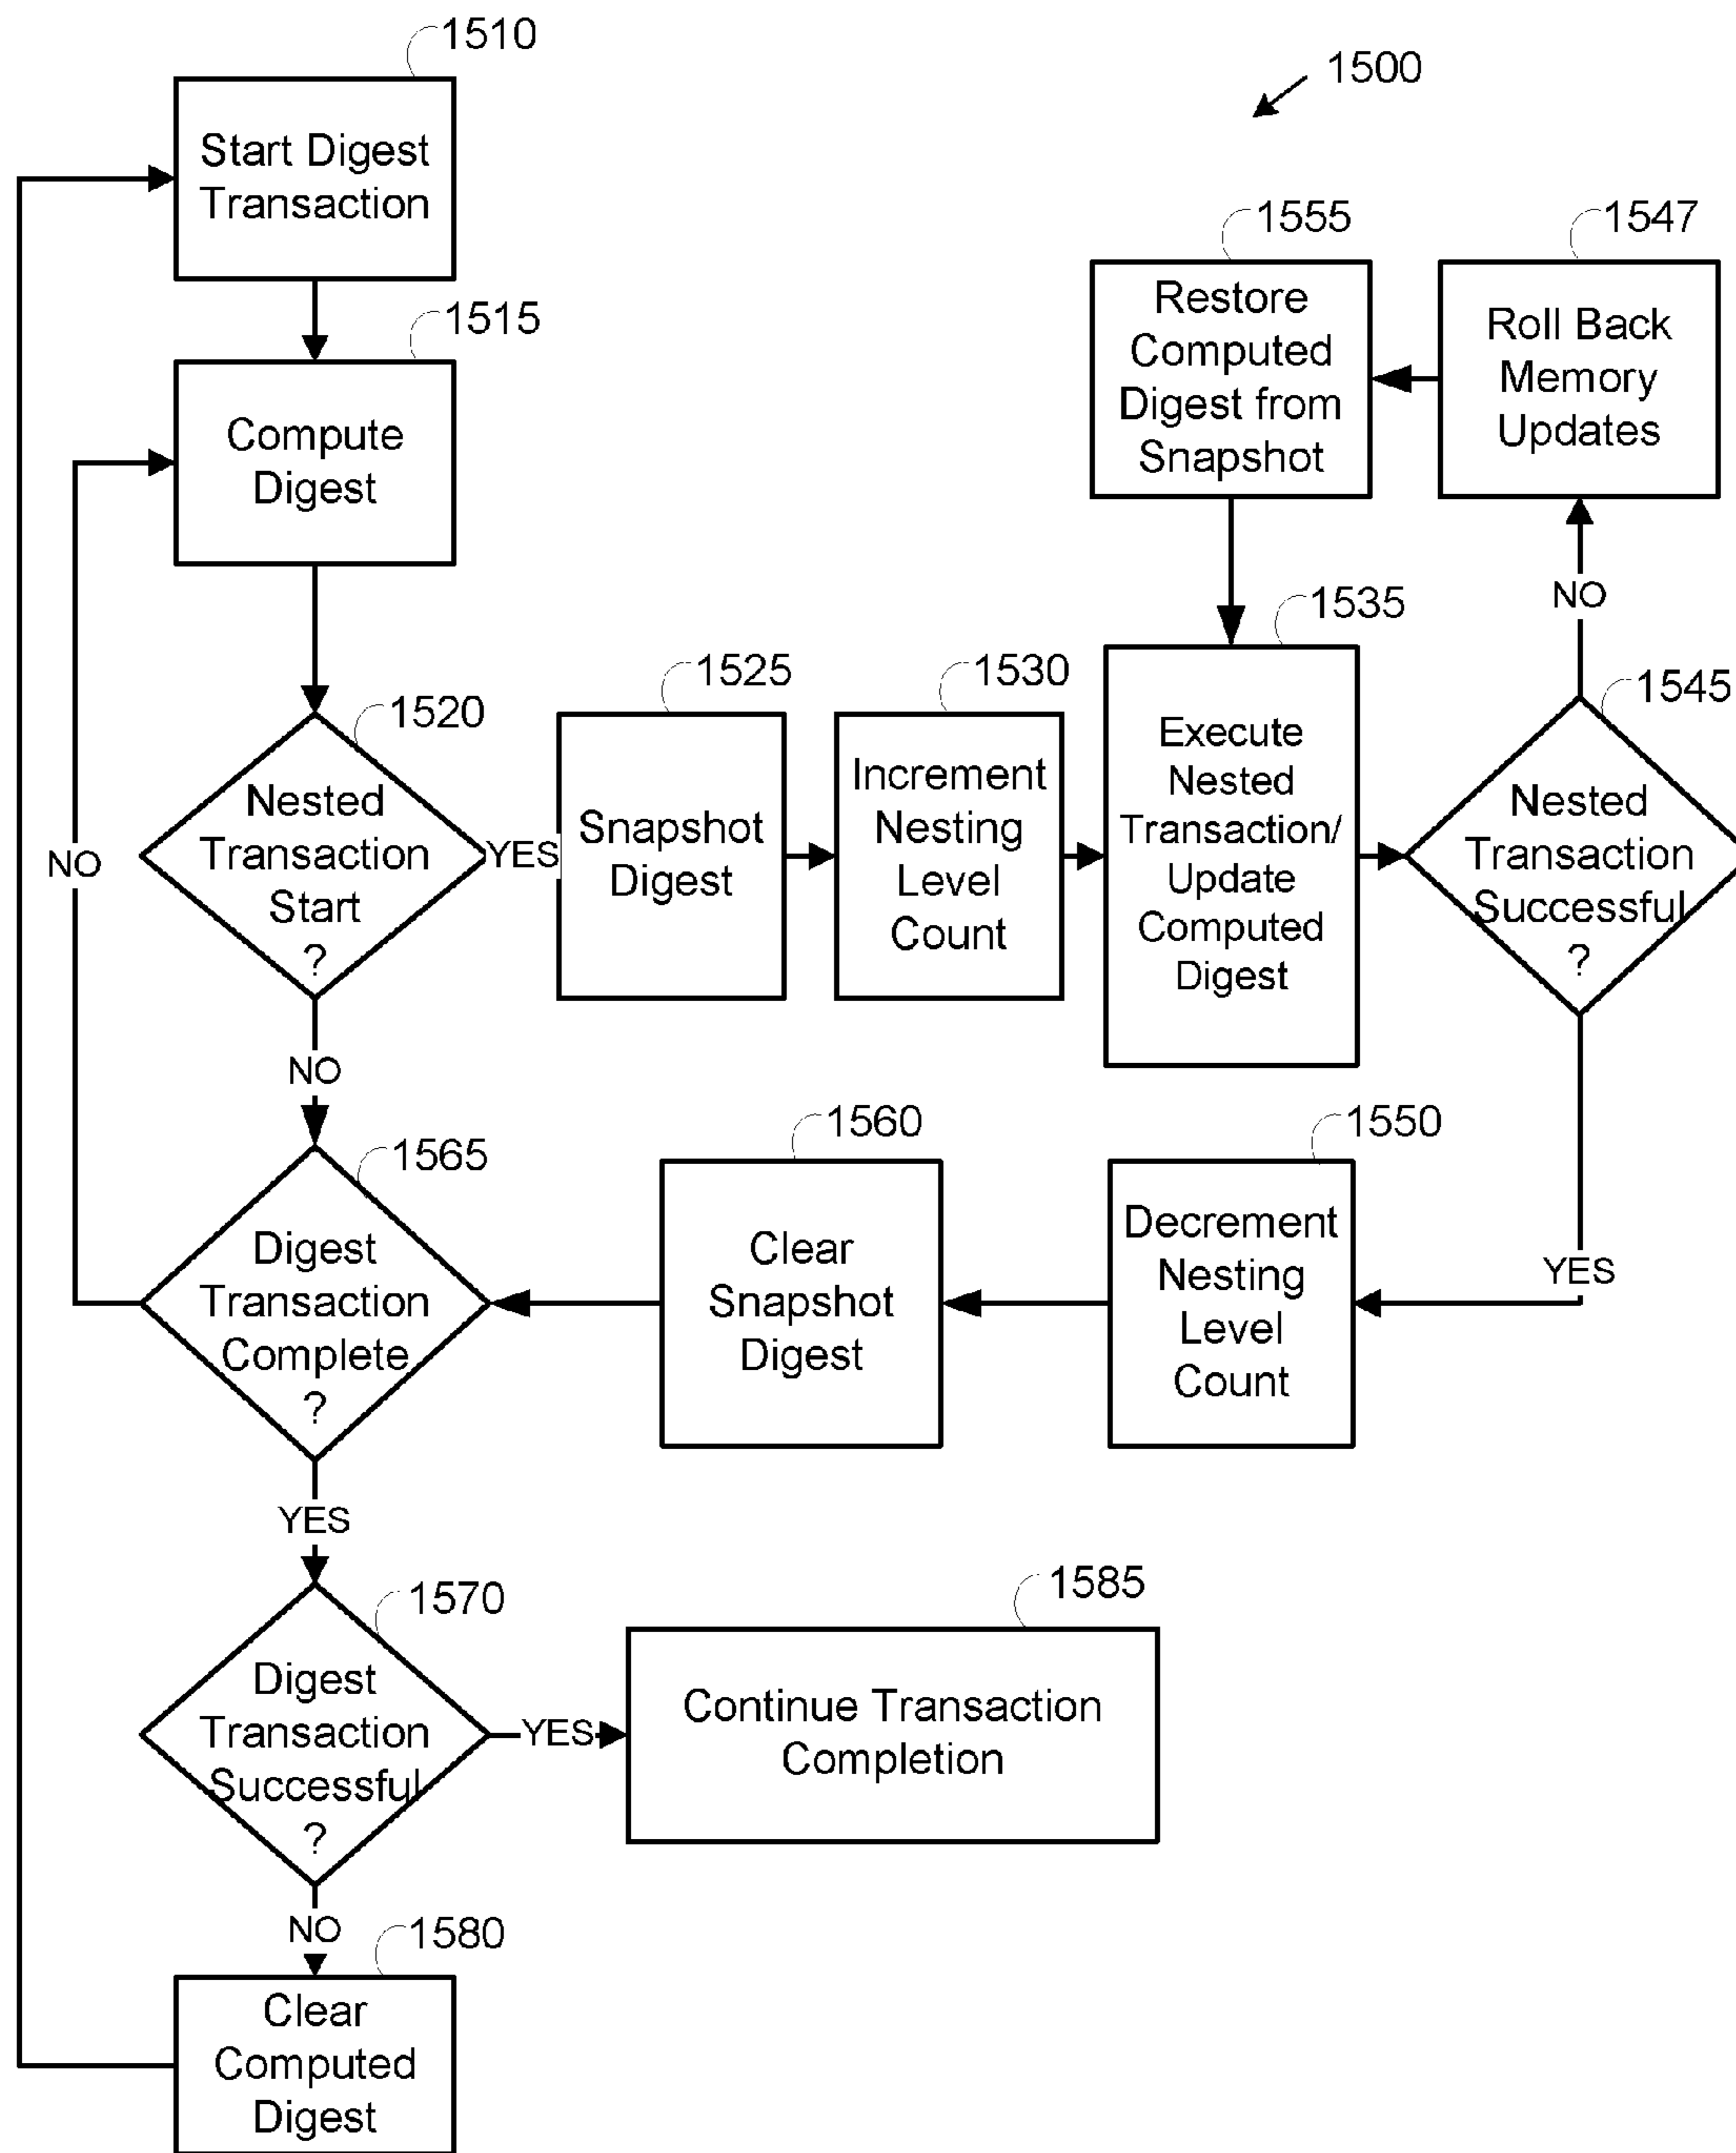 1510
1500
Start Digest
Transaction
1555
1547
Restore
Computed
Digest from
Snapshot
Roll Back
Memory
Updates
1515
Compute
Digest
NO
1535
1545
1520
1525
1530
Nested
Transaction
Start
?
YES
Snapshot
Digest
Increment
Nesting
Level
Count
Execute
Nested
Transaction/
Update
Computed
Digest
Nested
Transaction
Successful
?
NO
NO
1565
1560
1550
Digest
Transaction
Complete
?
Clear
Snapshot
Digest
Decrement
Nesting
Level
Count
YES
YES
1570
1585
Digest
Transaction
Successful
?
YES
Continue Transaction
Completion
NO
1580
Clear
Computed
Digest